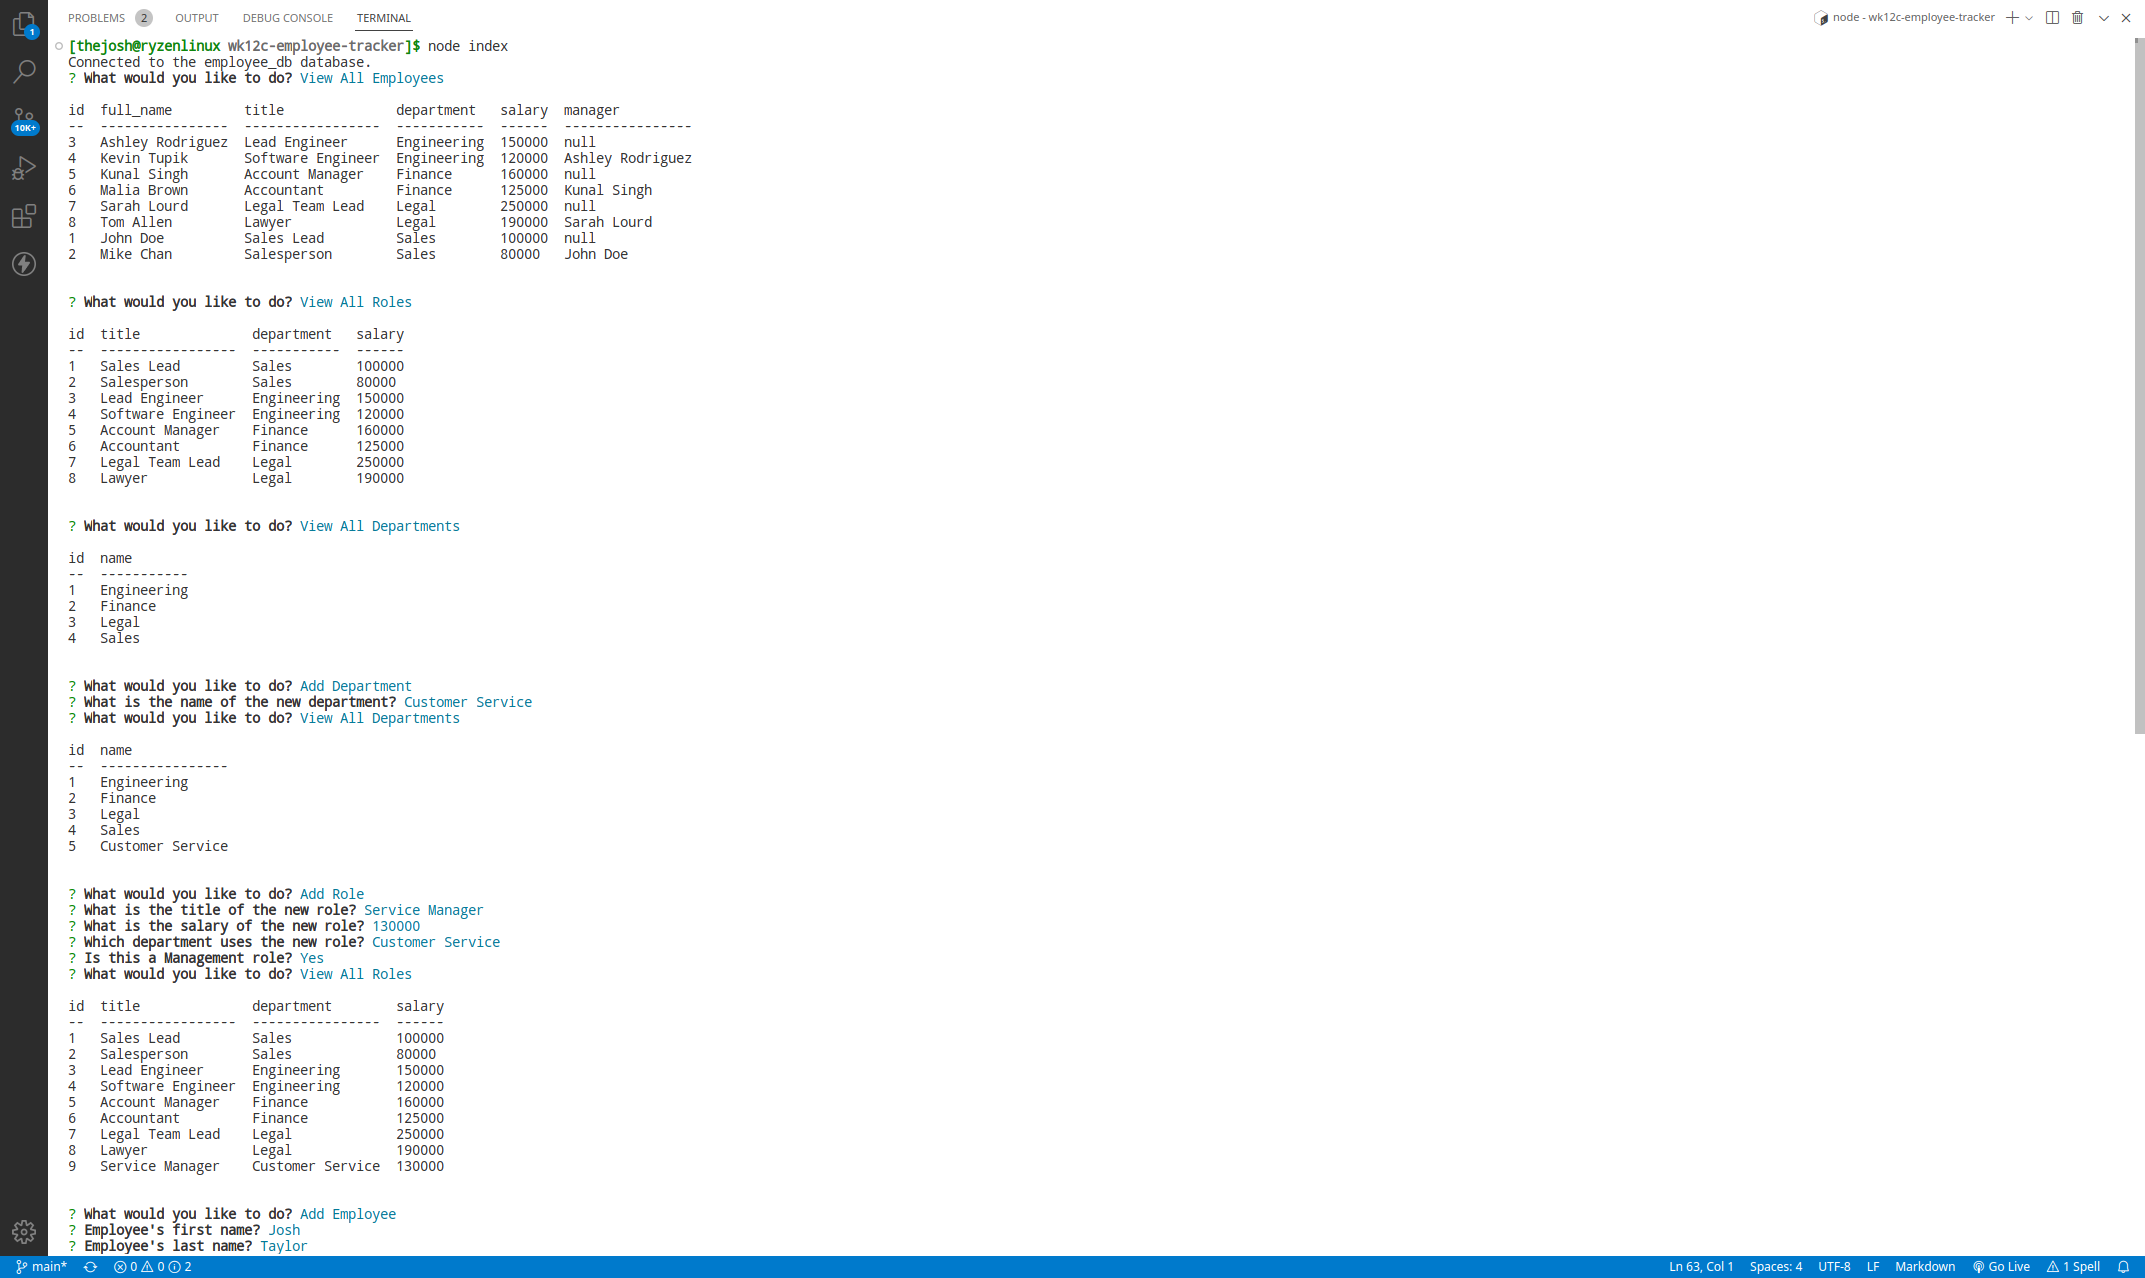 PROBLEMS 2 OUTPUT DEBUG CONSOLE TERMINAL node - wk12c-employee-tracker
1
10K+
[thejosh@ryzenlinux wk12c-employee-tracker]$ node index
Connected to the employee_db database.
? What would you like to do? View All Employees
id full_name title department salary manager
-- ---------------- ----------------- ----------- ------ ----------------
3 Ashley Rodriguez Lead Engineer Engineering 150000 null
4 Kevin Tupik Software Engineer Engineering 120000 Ashley Rodriguez
5 Kunal Singh Account Manager Finance 160000 null
6 Malia Brown Accountant Finance 125000 Kunal Singh
7 Sarah Lourd Legal Team Lead Legal 250000 null
8 Tom Allen Lawyer Legal 190000 Sarah Lourd
1 John Doe Sales Lead Sales 100000 null
2 Mike Chan Salesperson Sales 80000 John Doe
? What would you like to do? View All Roles
id title department salary
-- ----------------- ----------- ------
1 Sales Lead Sales 100000
2 Salesperson Sales 80000
3 Lead Engineer Engineering 150000
4 Software Engineer Engineering 120000
5 Account Manager Finance 160000
6 Accountant Finance 125000
7 Legal Team Lead Legal 250000
8 Lawyer Legal 190000
? What would you like to do? View All Departments
id name
-- -----------
1 Engineering
2 Finance
3 Legal
4 Sales
? What would you like to do? Add Department
? What is the name of the new department? Customer Service
? What would you like to do? View All Departments
id name
-- ----------------
1 Engineering
2 Finance
3 Legal
4 Sales
5 Customer Service
? What would you like to do? Add Role
? What is the title of the new role? Service Manager
? What is the salary of the new role? 130000
? Which department uses the new role? Customer Service
? Is this a Management role? Yes
? What would you like to do? View All Roles
id title department salary
-- ----------------- ---------------- ------
1 Sales Lead Sales 100000
2 Salesperson Sales 80000
3 Lead Engineer Engineering 150000
4 Software Engineer Engineering 120000
5 Account Manager Finance 160000
6 Accountant Finance 125000
7 Legal Team Lead Legal 250000
8 Lawyer Legal 190000
9 Service Manager Customer Service 130000
? What would you like to do? Add Employee
? Employee's first name? Josh
? Employee's last name? Taylor
main* 0 0 2 Ln 63, Col 1 Spaces: 4 UTF-8 LF Markdown Go Live 1 Spell